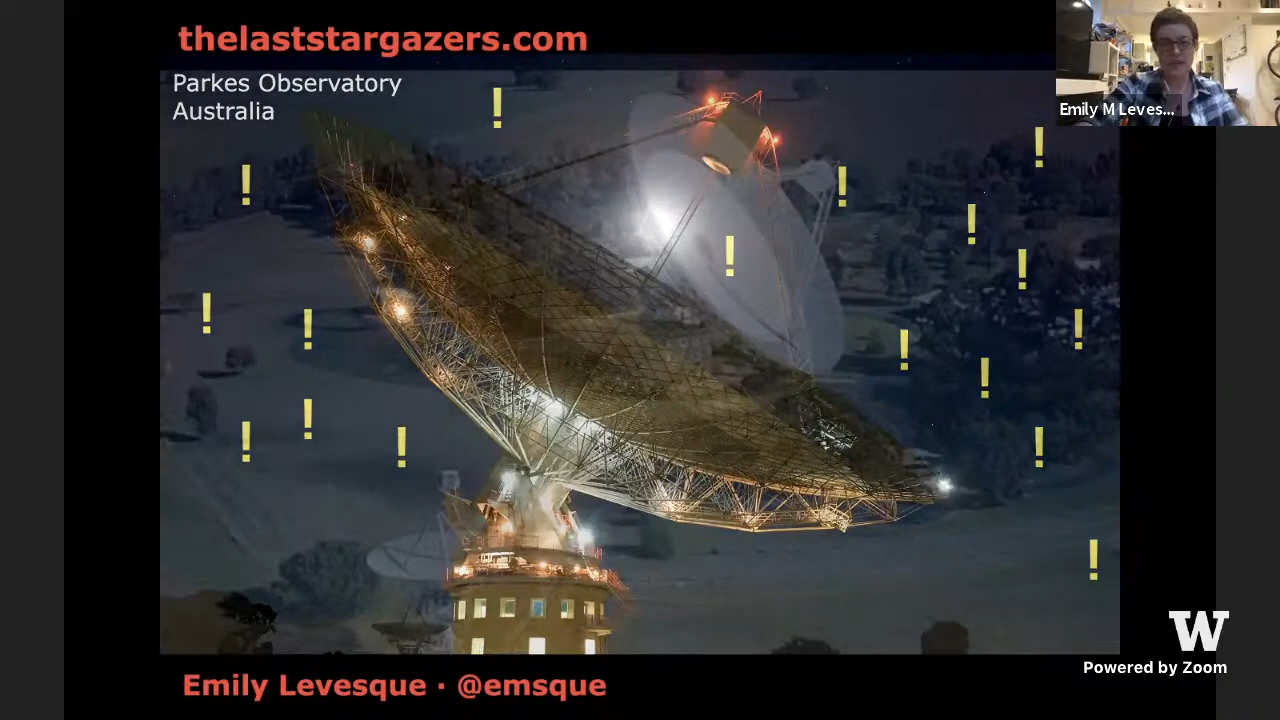 thelaststargazers.com
Parkes Observatory
Australia
Emily M Leves...
! ! ! ! ! ! ! ! ! ! ! ! ! ! ! ! !
W
Powered by Zoom
Emily Levesque · @emsque